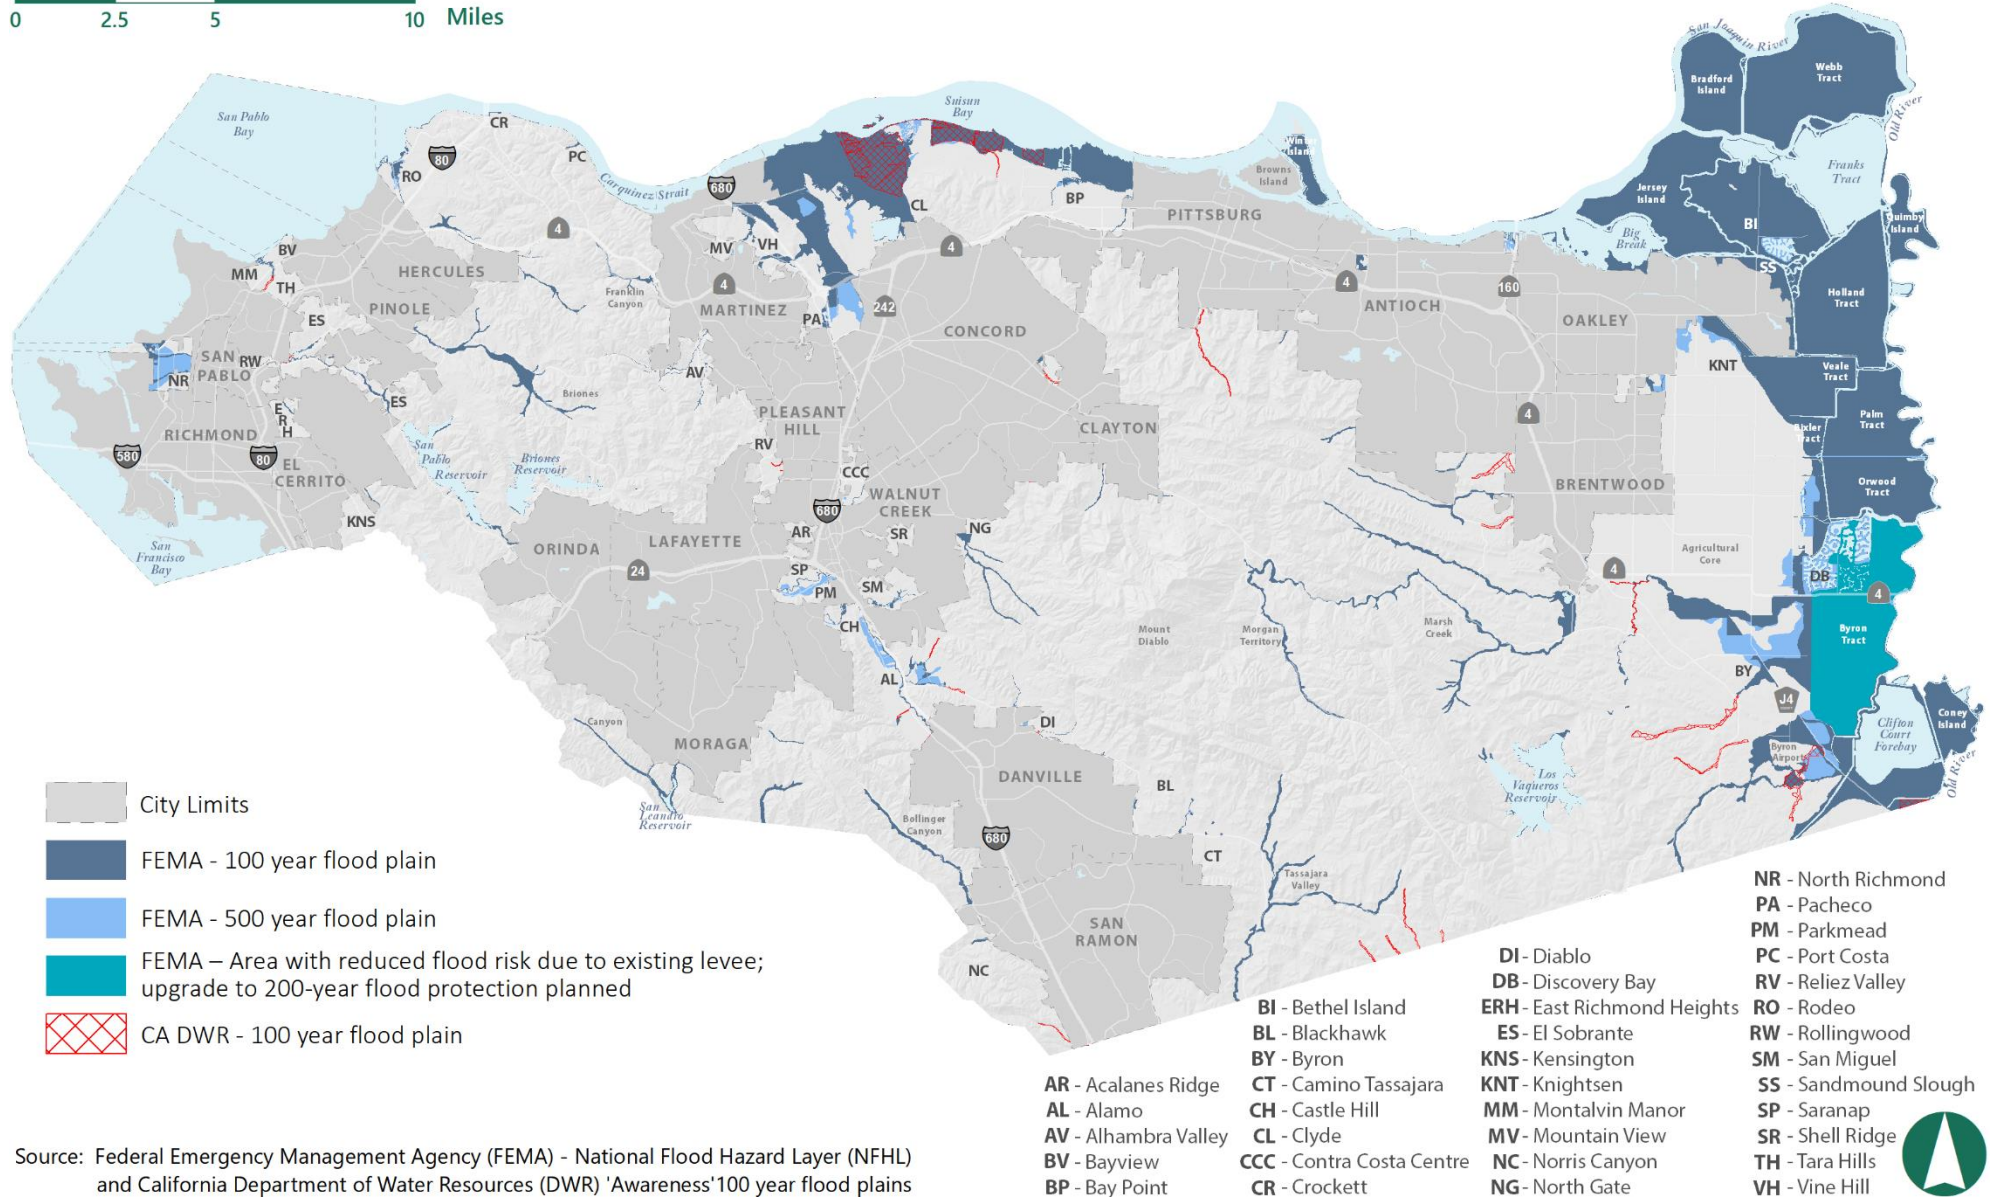 0 2.5 5 10 Miles
San Joaquin River
Webb
Tract
Bradford
Island
Old River
San Pablo
Bay
CR
Suisun
Bay
80
PC
RO
Carquinez Strait
680
Winter
Island
Browns
Island
Franks
Tract
Jersey
Island
CL
BP
PITTSBURG
Quimby
Island
BI
Big
Break
4
BV
MV
VH
4
MM
TH
HERCULES
SS
PINOLE
Franklin
Canyon
4
MARTINEZ
PA
242
4
ANTIOCH
160
OAKLEY
Holland
Tract
ES
CONCORD
SAN
PABLO
RW
NR
AV
KNT
Veale
Tract
ES
Briones
E
R
H
PLEASANT
HILL
CLAYTON
4
Palm
Tract
Bixler
Tract
RICHMOND
RV
580
80
EL
CERRITO
San
Pablo
Reservoir
Briones
Reservoir
CCC
WALNUT
CREEK
BRENTWOOD
Orwood
Tract
680
KNS
AR
SR
NG
San
Francisco
Bay
ORINDA
LAFAYETTE
24
SP
PM
SM
4
Agricultural
Core
DB
4
CH
Mount
Diablo
Morgan
Territory
Marsh
Creek
Byron
Tract
AL
BY
J4
Canyon
DI
Clifton
Court
Forebay
Coney
Island
MORAGA
DANVILLE
BL
Byron
Airport
Los
Vaqueros
Reservoir
Old River
San
Leandro
Reservoir
Bollinger
Canyon
680
CT
Tassajara
Valley
SAN
RAMON
NC
City Limits
FEMA - 100 year flood plain
FEMA - 500 year flood plain
FEMA – Area with reduced flood risk due to existing levee;
upgrade to 200-year flood protection planned
CA DWR - 100 year flood plain
AR - Acalanes Ridge
AL - Alamo
AV - Alhambra Valley
BV - Bayview
BP - Bay Point
BI - Bethel Island
BL - Blackhawk
BY - Byron
CT - Camino Tassajara
CH - Castle Hill
CL - Clyde
CCC - Contra Costa Centre
CR - Crockett
DI - Diablo
DB - Discovery Bay
ERH - East Richmond Heights
ES - El Sobrante
KNS - Kensington
KNT - Knightsen
MM - Montalvin Manor
MV - Mountain View
NC - Norris Canyon
NG - North Gate
NR - North Richmond
PA - Pacheco
PM - Parkmead
PC - Port Costa
RV - Reliez Valley
RO - Rodeo
RW - Rollingwood
SM - San Miguel
SS - Sandmound Slough
SP - Saranap
SR - Shell Ridge
TH - Tara Hills
VH - Vine Hill
Source: Federal Emergency Management Agency (FEMA) - National Flood Hazard Layer (NFHL)
and California Department of Water Resources (DWR) 'Awareness'100 year flood plains